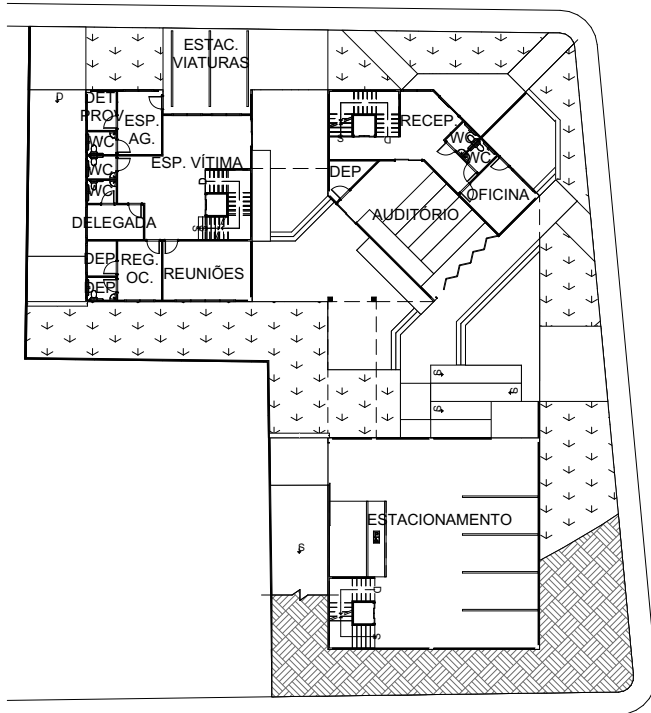 ESTAC.
VIATURAS
D
DET.
PROV
ESP.
AG.
WC
WC
WC
ESP. VÍTIMA
D
S
DELEGADA
DEP
REG.
OC.
REUNIÕES
DEP
RECEP.
S
D
WC
WC
DEP
OFICINA
AUDITÓRIO
S
S
S
ESTACIONAMENTO
S
D
S